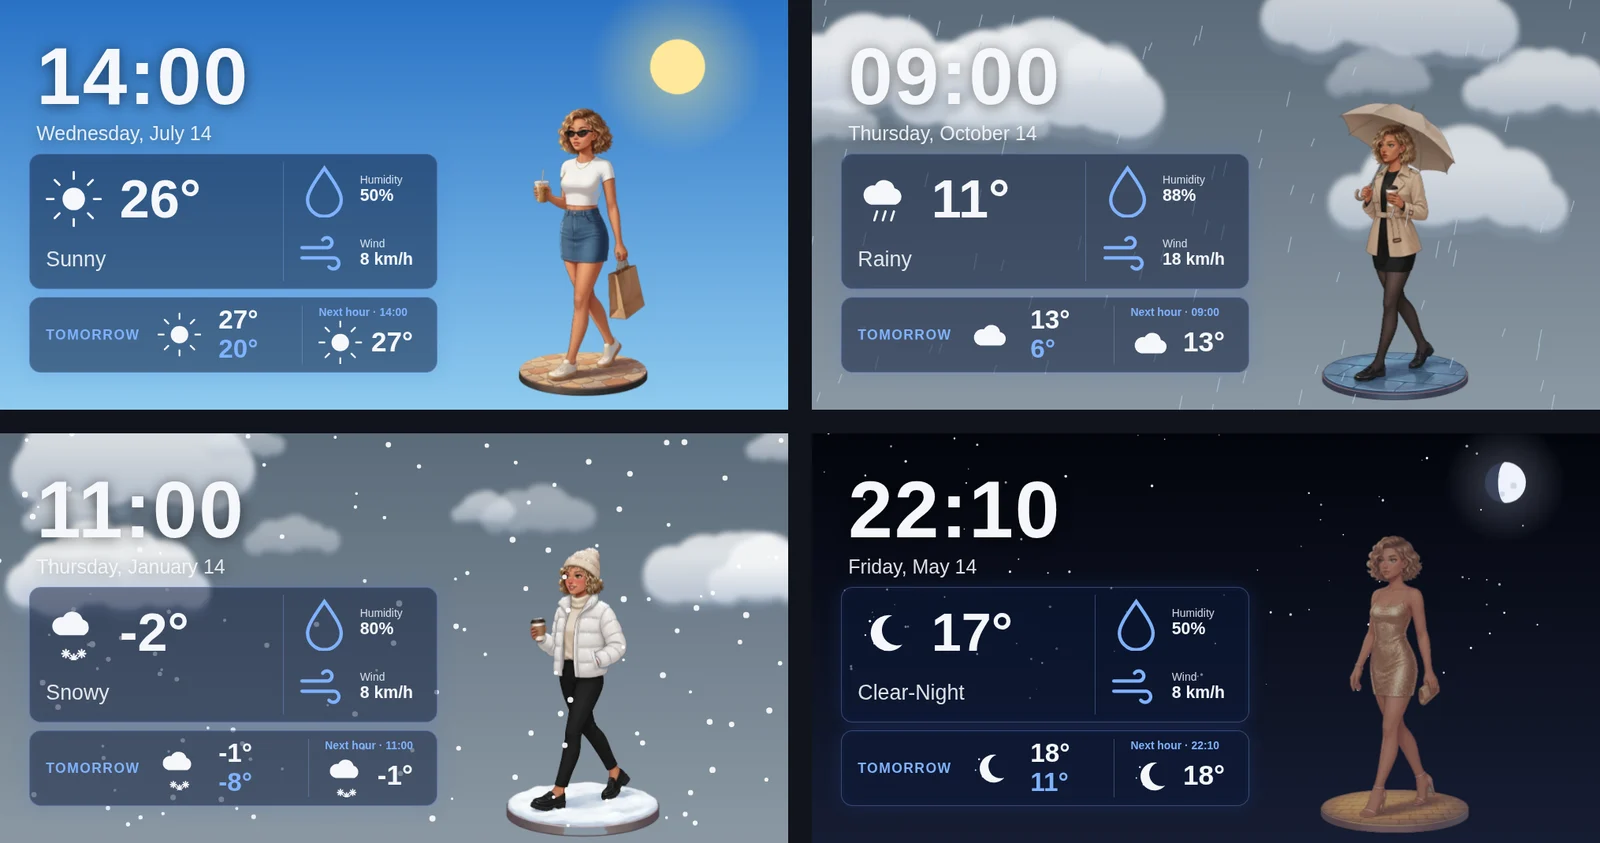 14:00
Wednesday, July 14
26°
Sunny
Humidity
50%
Wind
8 km/h
TOMORROW
27°
20°
Next hour · 14:00
27°
09:00
Thursday, October 14
11°
Rainy
Humidity
88%
Wind
18 km/h
TOMORROW
13°
6°
Next hour · 09:00
13°
11:00
Thursday, January 14
-2°
Snowy
Humidity
80%
Wind
8 km/h
TOMORROW
-1°
-8°
Next hour · 11:00
-1°
22:10
Friday, May 14
17°
Clear-Night
Humidity
50%
Wind
8 km/h
TOMORROW
18°
11°
Next hour · 22:10
18°